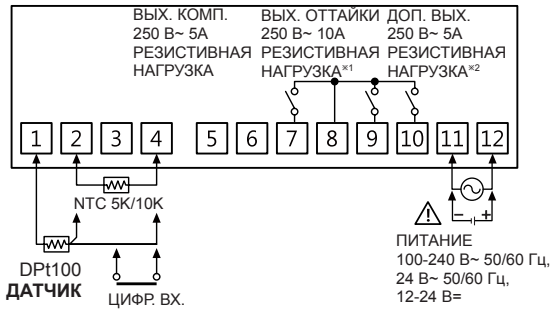 ВЫХ. КОМП.
250 В~ 5А
РЕЗИСТИВНАЯ
НАГРУЗКА
ВЫХ. ОТТАЙКИ
250 В~ 10А
РЕЗИСТИВНАЯ
НАГРУЗКА※1
ДОП. ВЫХ.
250 В~ 5А
РЕЗИСТИВНАЯ
НАГРУЗКА※2
1 2 3 4 5 6 7 8 9 10 11 12
NTC 5K/10K
DPt100
ДАТЧИК
ЦИФР. ВХ.
− +
ПИТАНИЕ
100-240 В~ 50/60 Гц,
24 В~ 50/60 Гц,
12-24 В=